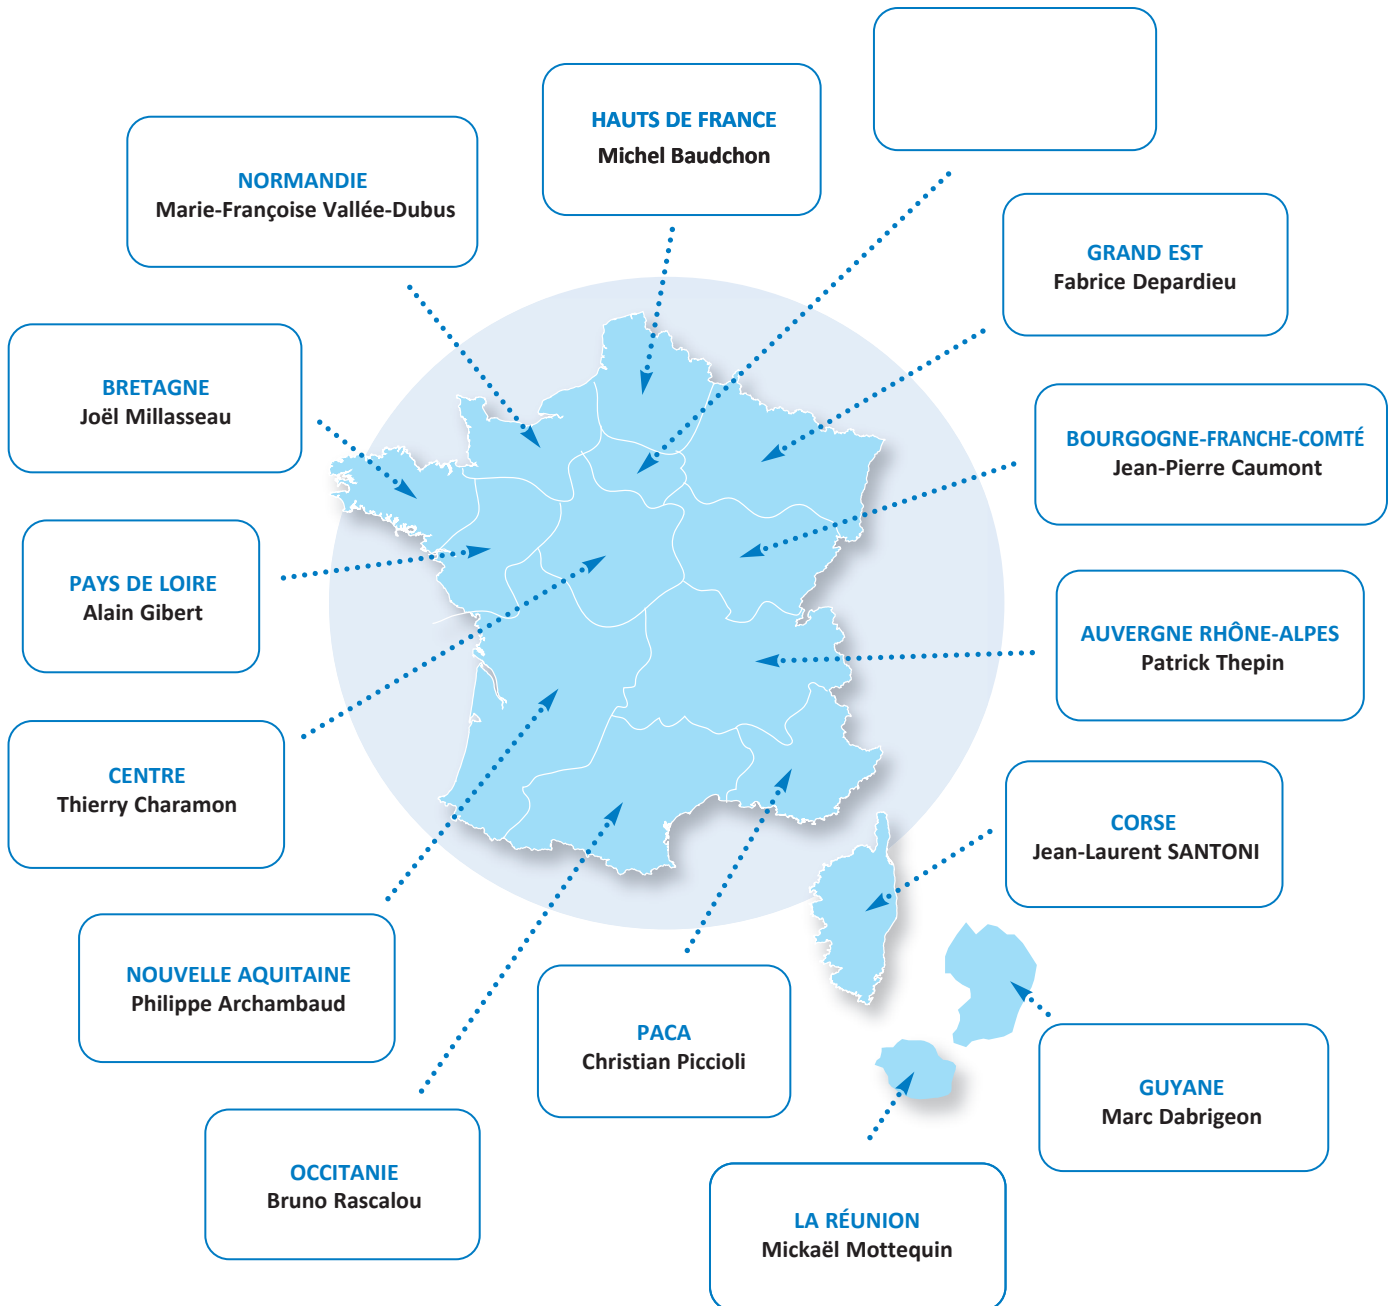 HAUTS DE FRANCE
Michel Baudchon
NORMANDIE
Marie-Françoise Vallée-Dubus
GRAND EST
Fabrice Depardieu
BRETAGNE
Joël Millasseau
BOURGOGNE-FRANCHE-COMTÉ
Jean-Pierre Caumont
PAYS DE LOIRE
Alain Gibert
AUVERGNE RHÔNE-ALPES
Patrick Thepin
CENTRE
Thierry Charamon
CORSE
Jean-Laurent SANTONI
NOUVELLE AQUITAINE
Philippe Archambaud
PACA
Christian Piccioli
GUYANE
Marc Dabrigeon
OCCITANIE
Bruno Rascalou
LA RÉUNION
Mickaël Mottequin